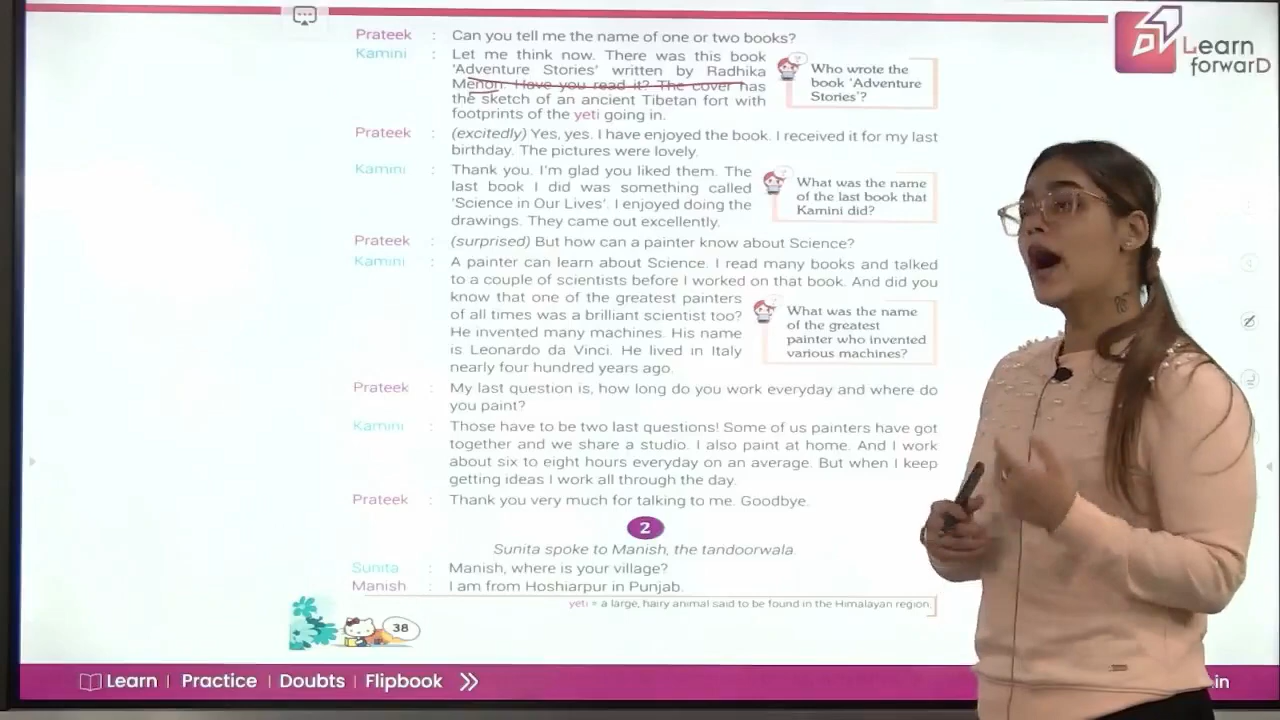 Prateek : Can you tell me the name of one or two books?
Kamini : Let me think now. There was this book
'Adventure Stories' written by Radhika
Menon. Have you read it? The cover has
the sketch of an ancient Tibetan fort with
footprints of the yeti going in.
Who wrote the
book 'Adventure
Stories'?
Prateek : (excitedly) Yes, yes. I have enjoyed the book. I received it for my last
birthday. The pictures were lovely.
Kamini : Thank you. I'm glad you liked them. The
last book I did was something called
'Science in Our Lives'. I enjoyed doing the
drawings. They came out excellently.
What was the name
of the last book that
Kamini did?
Prateek : (surprised) But how can a painter know about Science?
Kamini : A painter can learn about Science. I read many books and talked
to a couple of scientists before I worked on that book. And did you
know that one of the greatest painters
of all times was a brilliant scientist too?
He invented many machines. His name
is Leonardo da Vinci. He lived in Italy
nearly four hundred years ago.
What was the name
of the greatest
painter who invented
various machines?
Prateek : My last question is, how long do you work everyday and where do
you paint?
Kamini : Those have to be two last questions! Some of us painters have got
together and we share a studio. I also paint at home. And I work
about six to eight hours everyday on an average. But when I keep
getting ideas I work all through the day.
Prateek : Thank you very much for talking to me. Goodbye.
2
Sunita spoke to Manish, the tandoorwala.
Sunita : Manish, where is your village?
Manish : I am from Hoshiarpur in Punjab.
yeti = a large, hairy animal said to be found in the Himalayan region.
38
Learn | Practice | Doubts | Flipbook
in
Learn
forwarD